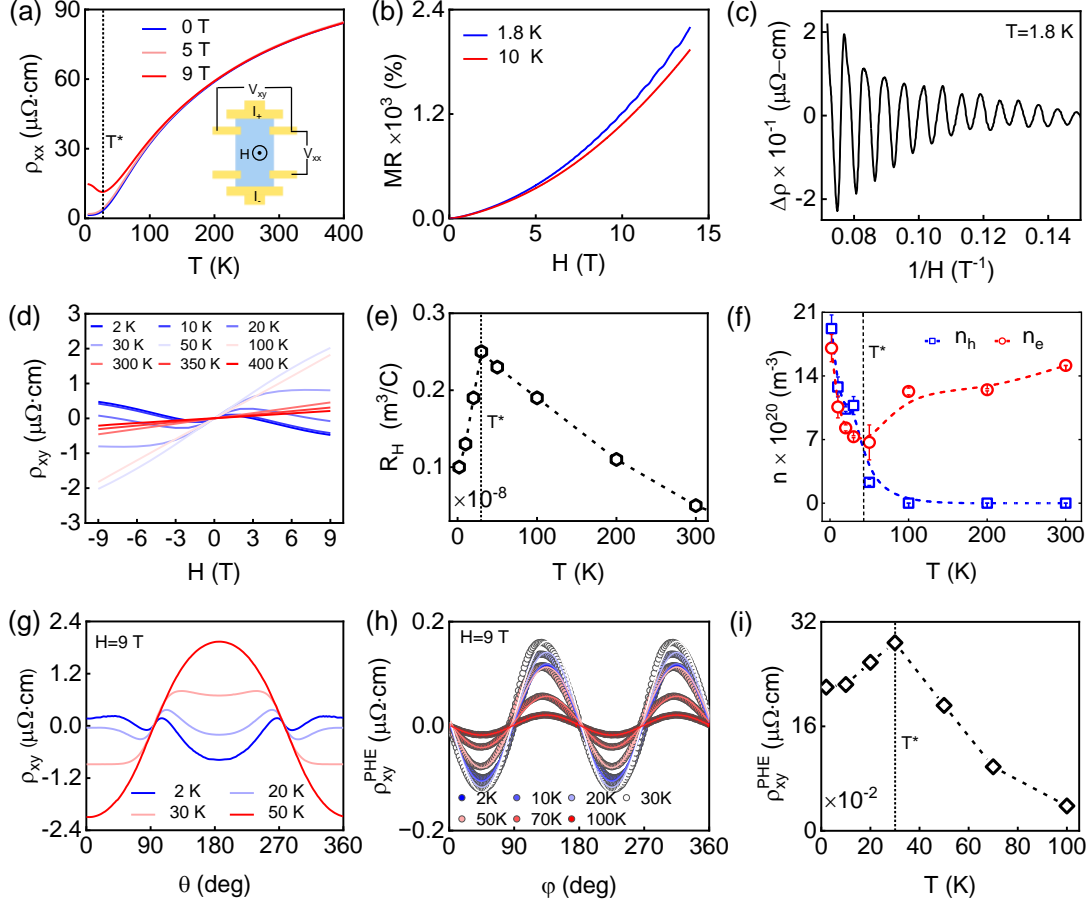 (a)
ρxx (μΩ·cm)
90
60
30
0
0 T
5 T
9 T
T*
Vxy
I+
H
Vxx
I-
0 100 200 300 400
T (K)
(b)
MR ×10³ (%)
2.4
1.2
0.0
1.8 K
10 K
0 5 10 15
H (T)
(c)
Δρ × 10⁻¹ (μΩ−cm)
2
0
-2
T=1.8 K
0.08 0.10 0.12 0.14
1/H (T⁻¹)
(d)
ρxy (μΩ·cm)
3
2
1
0
-1
-2
-3
2 K 10 K 20 K
30 K 50 K 100 K
300 K 350 K 400 K
-9 -6 -3 0 3 6 9
H (T)
(e)
R_H (m³/C)
0.3
0.2
0.1
T*
×10⁻⁸
0 100 200 300
T (K)
(f)
n × 10²⁰ (m⁻³)
21
14
7
0
T*
n_h n_e
0 100 200 300
T (K)
(g)
ρxy (μΩ·cm)
2.4
1.2
0.0
-1.2
-2.4
H=9 T
2 K 20 K
30 K 50 K
0 90 180 270 360
θ (deg)
(h)
ρxy^PHE (μΩ·cm)
0.2
0.0
−0.2
H=9 T
2K 10K 20K 30K
50K 70K 100K
0 90 180 270 360
φ (deg)
(i)
ρxy^PHE (μΩ·cm)
32
16
0
T*
×10⁻²
0 20 40 60 80 100
T (K)